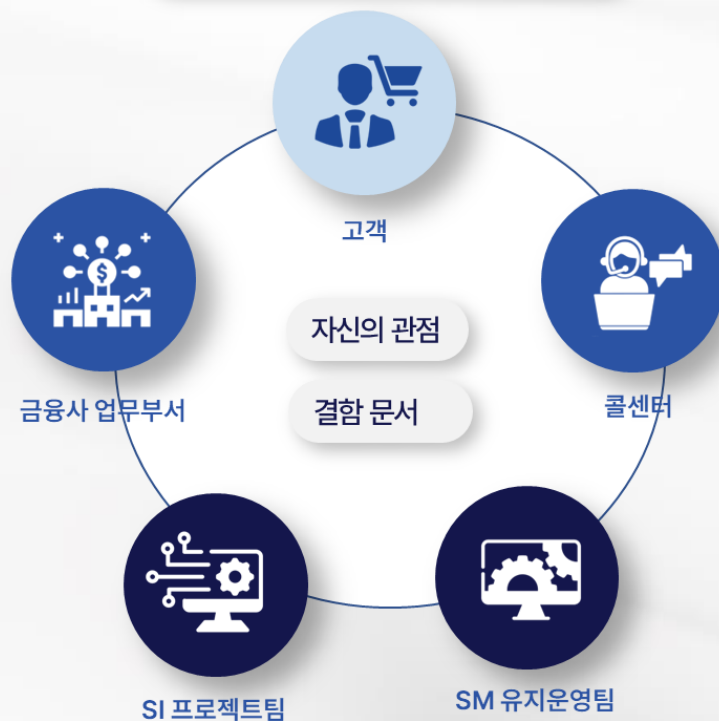 고객
자신의 관점
결함 문서
금융사 업무부서
콜센터
SI 프로젝트팀
SM 유지운영팀